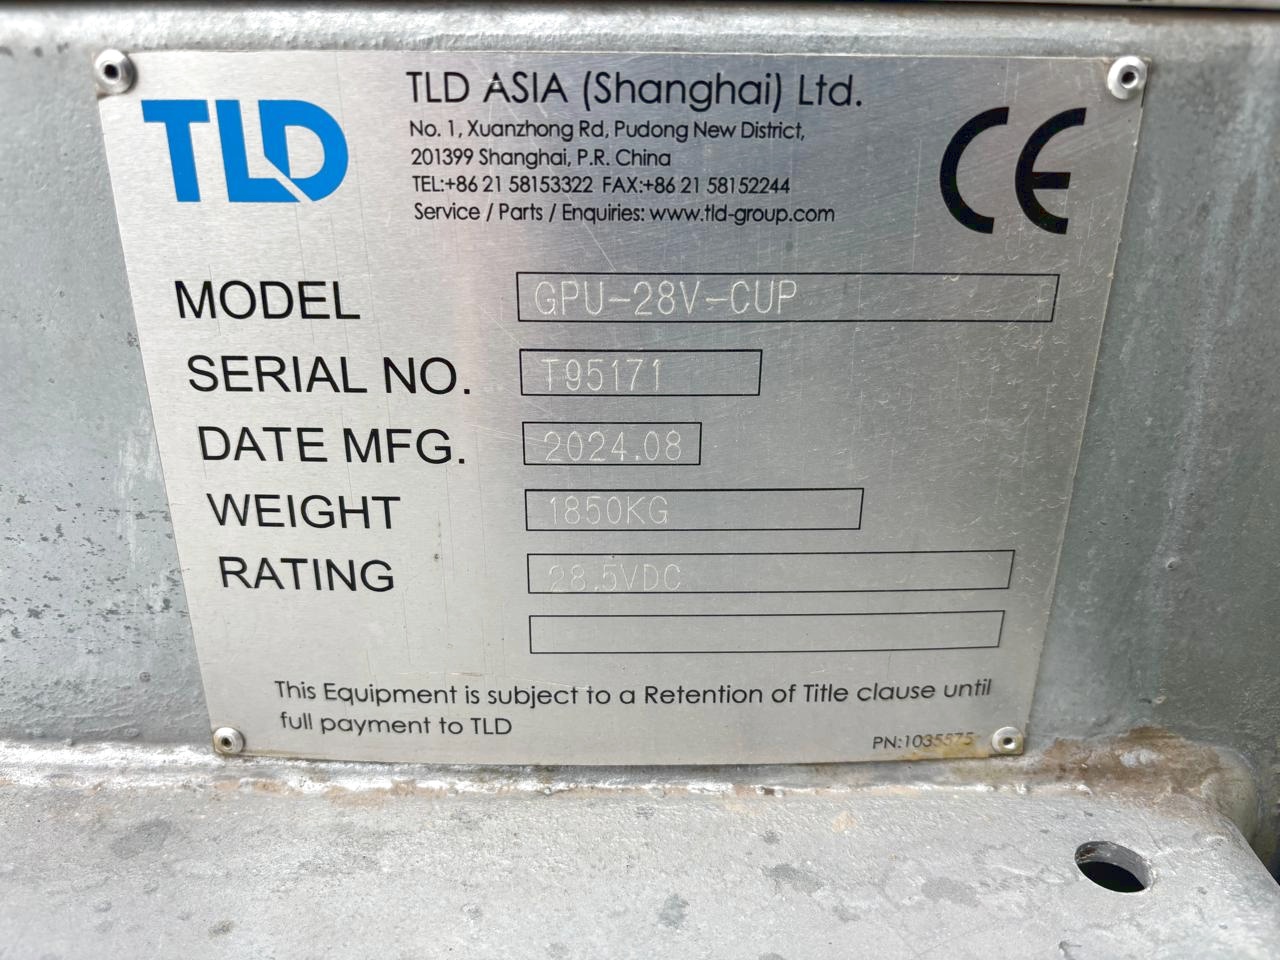 TLD
TLD ASIA (Shanghai) Ltd.
No. 1, Xuanzhong Rd, Pudong New District,
201399 Shanghai, P.R. China
TEL:+86 21 58153322 FAX:+86 21 58152244
Service / Parts / Enquiries: www.tld-group.com
CE
MODEL GPU-28V-CUP
SERIAL NO. T95171
DATE MFG. 2024.08
WEIGHT 1850KG
RATING 28.5VDC
This Equipment is subject to a Retention of Title clause until
full payment to TLD
PN:1035575